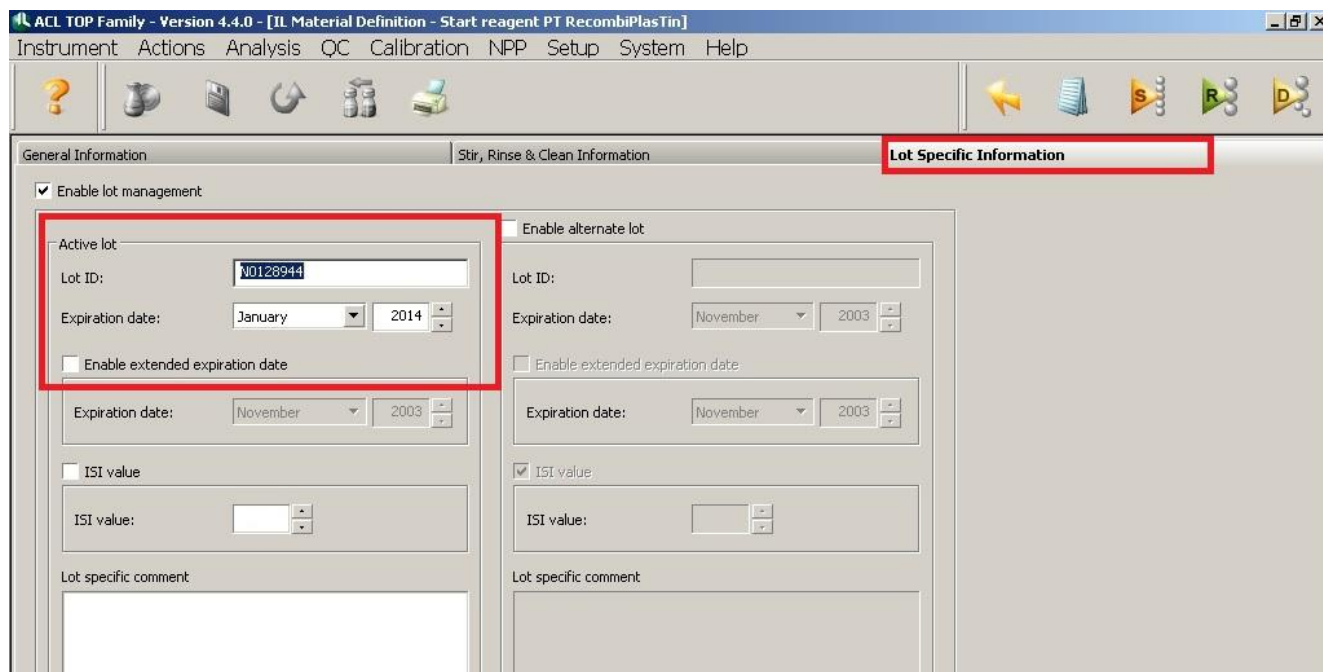 ACL TOP Family - Version 4.4.0 - [IL Material Definition - Start reagent PT RecombiPlasTin]
Instrument Actions Analysis QC Calibration NPP Setup System Help
S R D
General Information Stir, Rinse & Clean Information Lot Specific Information
Enable lot management
Active lot
Lot ID: N0128944
Expiration date: January 2014
Enable extended expiration date
Expiration date: November 2003
ISI value
ISI value:
Lot specific comment
Enable alternate lot
Lot ID:
Expiration date: November 2003
Enable extended expiration date
Expiration date: November 2003
ISI value
ISI value:
Lot specific comment